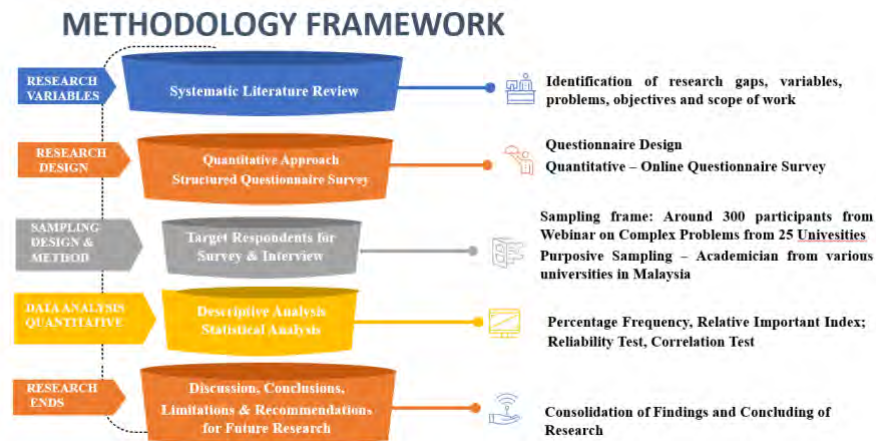 METHODOLOGY FRAMEWORK
RESEARCH
VARIABLES
Systematic Literature Review
Identification of research gaps, variables,
problems, objectives and scope of work
RESEARCH
DESIGN
Quantitative Approach
Structured Questionnaire Survey
Questionnaire Design
Quantitative – Online Questionnaire Survey
SAMPLING
DESIGN &
METHOD
Target Respondents for
Survey & Interview
Sampling frame: Around 300 participants from
Webinar on Complex Problems from 25 Univesities
Purposive Sampling – Academician from various
universities in Malaysia
DATA ANALYSIS
QUANTITATIVE
Descriptive Analysis
Statistical Analysis
Percentage Frequency, Relative Important Index;
Reliability Test, Correlation Test
RESEARCH
ENDS
Discussion, Conclusions,
Limitations & Recommendations
for Future Research
Consolidation of Findings and Concluding of
Research